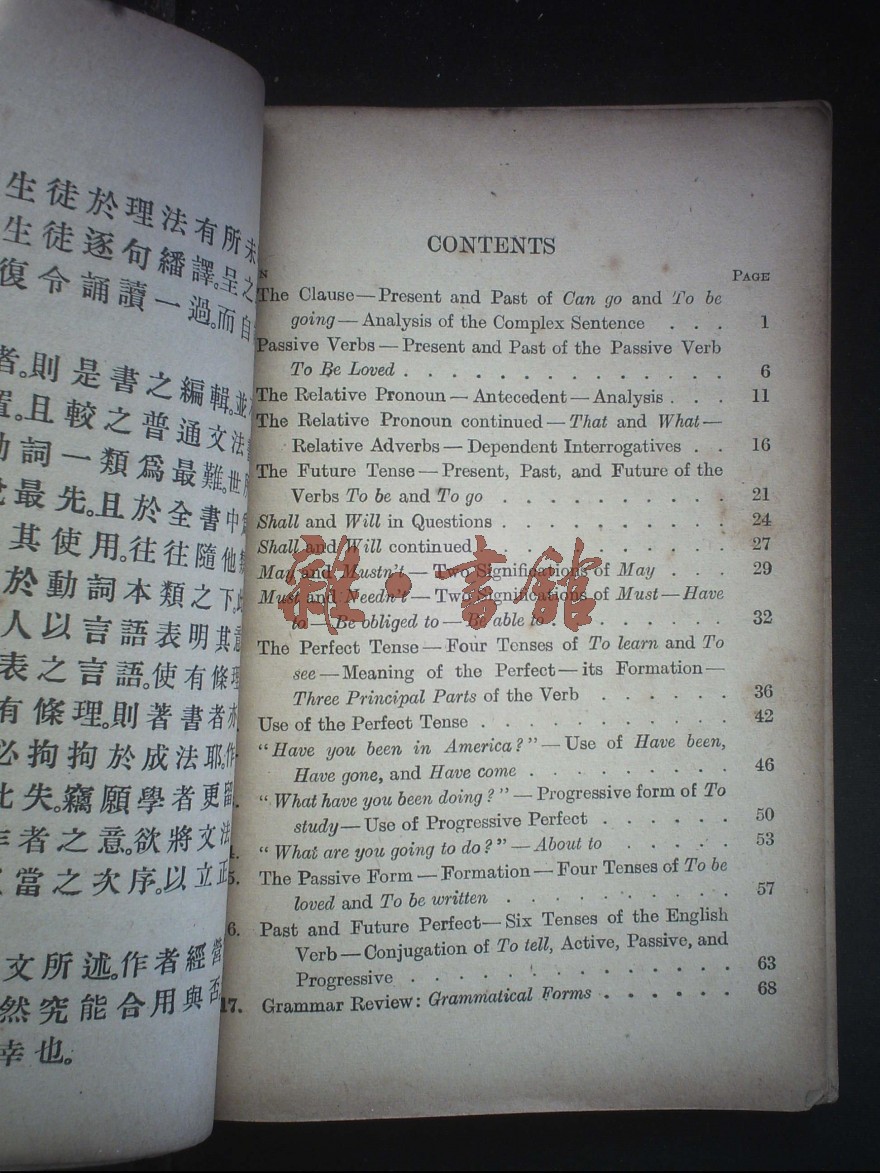 生徒於理法有所未
生徒逐句繙譯。呈之
復令誦讀一過。而自
者。則是書之編輯。並
且較之普通文法
詞一類爲最難。世所
最先。且於全書中
其使用。往往隨他類
於動詞本類之下。
人以言語表明其意
表之言語。使有條理
有條理。則著書者亦
必拘拘於成法耶。作
失。竊願學者更留
者之意。欲將文法
當之次序。以立正
文所述。作者經營
然究能合用與否
幸也。
CONTENTS
N PAGE
The Clause—Present and Past of Can go and To be
going—Analysis of the Complex Sentence . . . 1
Passive Verbs—Present and Past of the Passive Verb
To Be Loved . . . . . . . . . . . . . . 6
The Relative Pronoun—Antecedent—Analysis . . . 11
The Relative Pronoun continued—That and What—
Relative Adverbs—Dependent Interrogatives . . 16
The Future Tense—Present, Past, and Future of the
Verbs To be and To go . . . . . . . . . . 21
Shall and Will in Questions . . . . . . . . . . 24
Shall and Will continued . . . . . . . . . . 27
May and Mustn't—Two Significations of May . . . 29
Must and Needn't—Two Significations of Must—Have
to—Be obliged to—Be able to . . . . . . . 32
The Perfect Tense—Four Tenses of To learn and To
see—Meaning of the Perfect—its Formation—
Three Principal Parts of the Verb . . . . . . 36
Use of the Perfect Tense . . . . . . . . . . . 42
"Have you been in America?"—Use of Have been,
Have gone, and Have come . . . . . . . . . 46
"What have you been doing?"—Progressive form of To
study—Use of Progressive Perfect . . . . . . 50
4. "What are you going to do?"—About to . . . . . 53
5. The Passive Form—Formation—Four Tenses of To be
loved and To be written . . . . . . . . . . 57
6. Past and Future Perfect—Six Tenses of the English
Verb—Conjugation of To tell, Active, Passive, and
Progressive . . . . . . . . . . . . . . 63
17. Grammar Review: Grammatical Forms . . . . . . 68
雜·書館